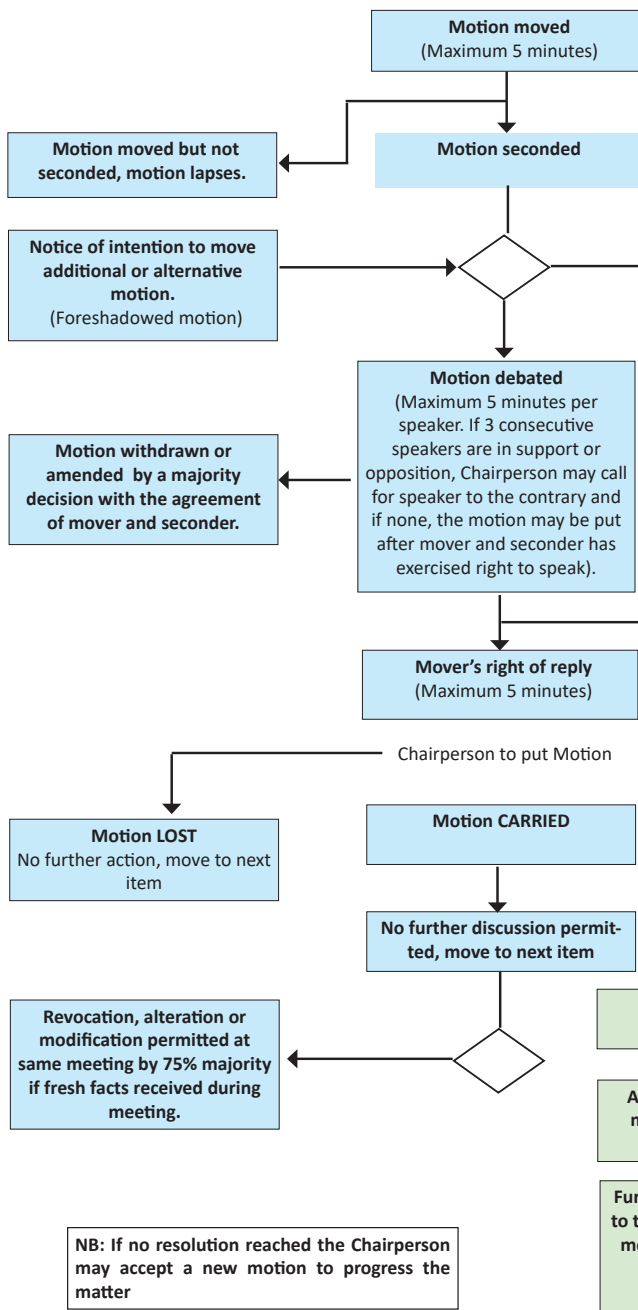 Motion moved
(Maximum 5 minutes)
Motion moved but not
seconded, motion lapses.
Motion seconded
Notice of intention to move
additional or alternative
motion.
(Foreshadowed motion)
Motion debated
(Maximum 5 minutes per
speaker. If 3 consecutive
speakers are in support or
opposition, Chairperson may call
for speaker to the contrary and
if none, the motion may be put
after mover and seconder has
exercised right to speak).
Motion withdrawn or
amended by a majority
decision with the agreement
of mover and seconder.
Mover's right of reply
(Maximum 5 minutes)
Chairperson to put Motion
Motion LOST
No further action, move to next
item
Motion CARRIED
No further discussion permit-
ted, move to next item
Revocation, alteration or
modification permitted at
same meeting by 75% majority
if fresh facts received during
meeting.
NB: If no resolution reached the Chairperson
may accept a new motion to progress the
matter
to